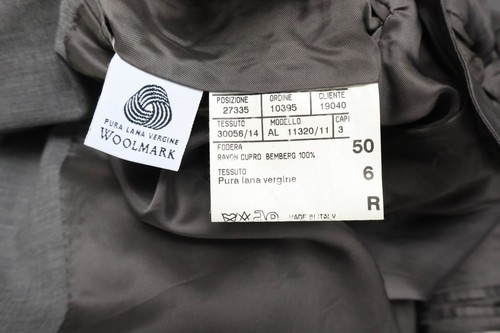 PURA LANA VERGINE
WOOLMARK
POSIZIONE ORDINE CLIENTE
27335 10395 19040
TESSUTO MODELLO CAPI
30058/14 AL 11320/11 3
FODERA
RAYON CUPRO BEMBERG 100%
50
TESSUTO
Pura lana vergine
6
R
MADE IN ITALY